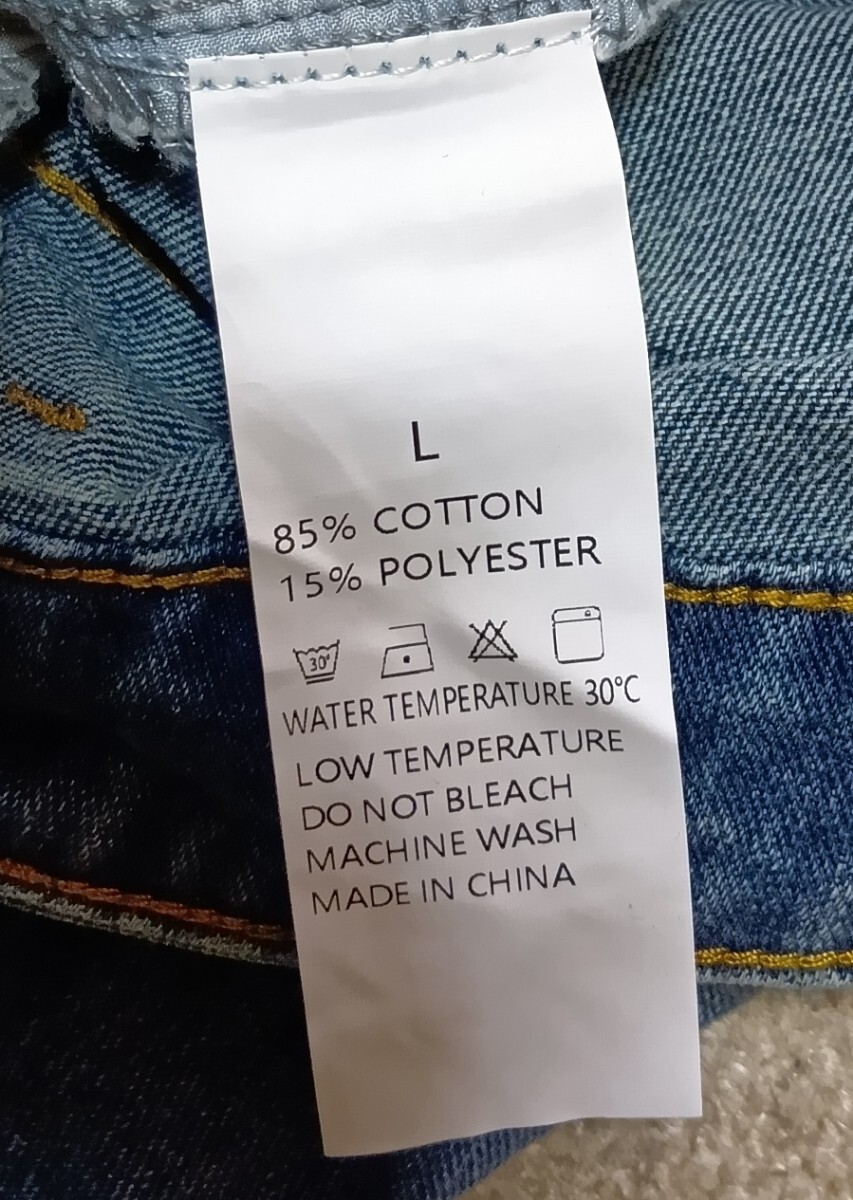 L
85% COTTON
15% POLYESTER
30°
WATER TEMPERATURE 30°C
LOW TEMPERATURE
DO NOT BLEACH
MACHINE WASH
MADE IN CHINA